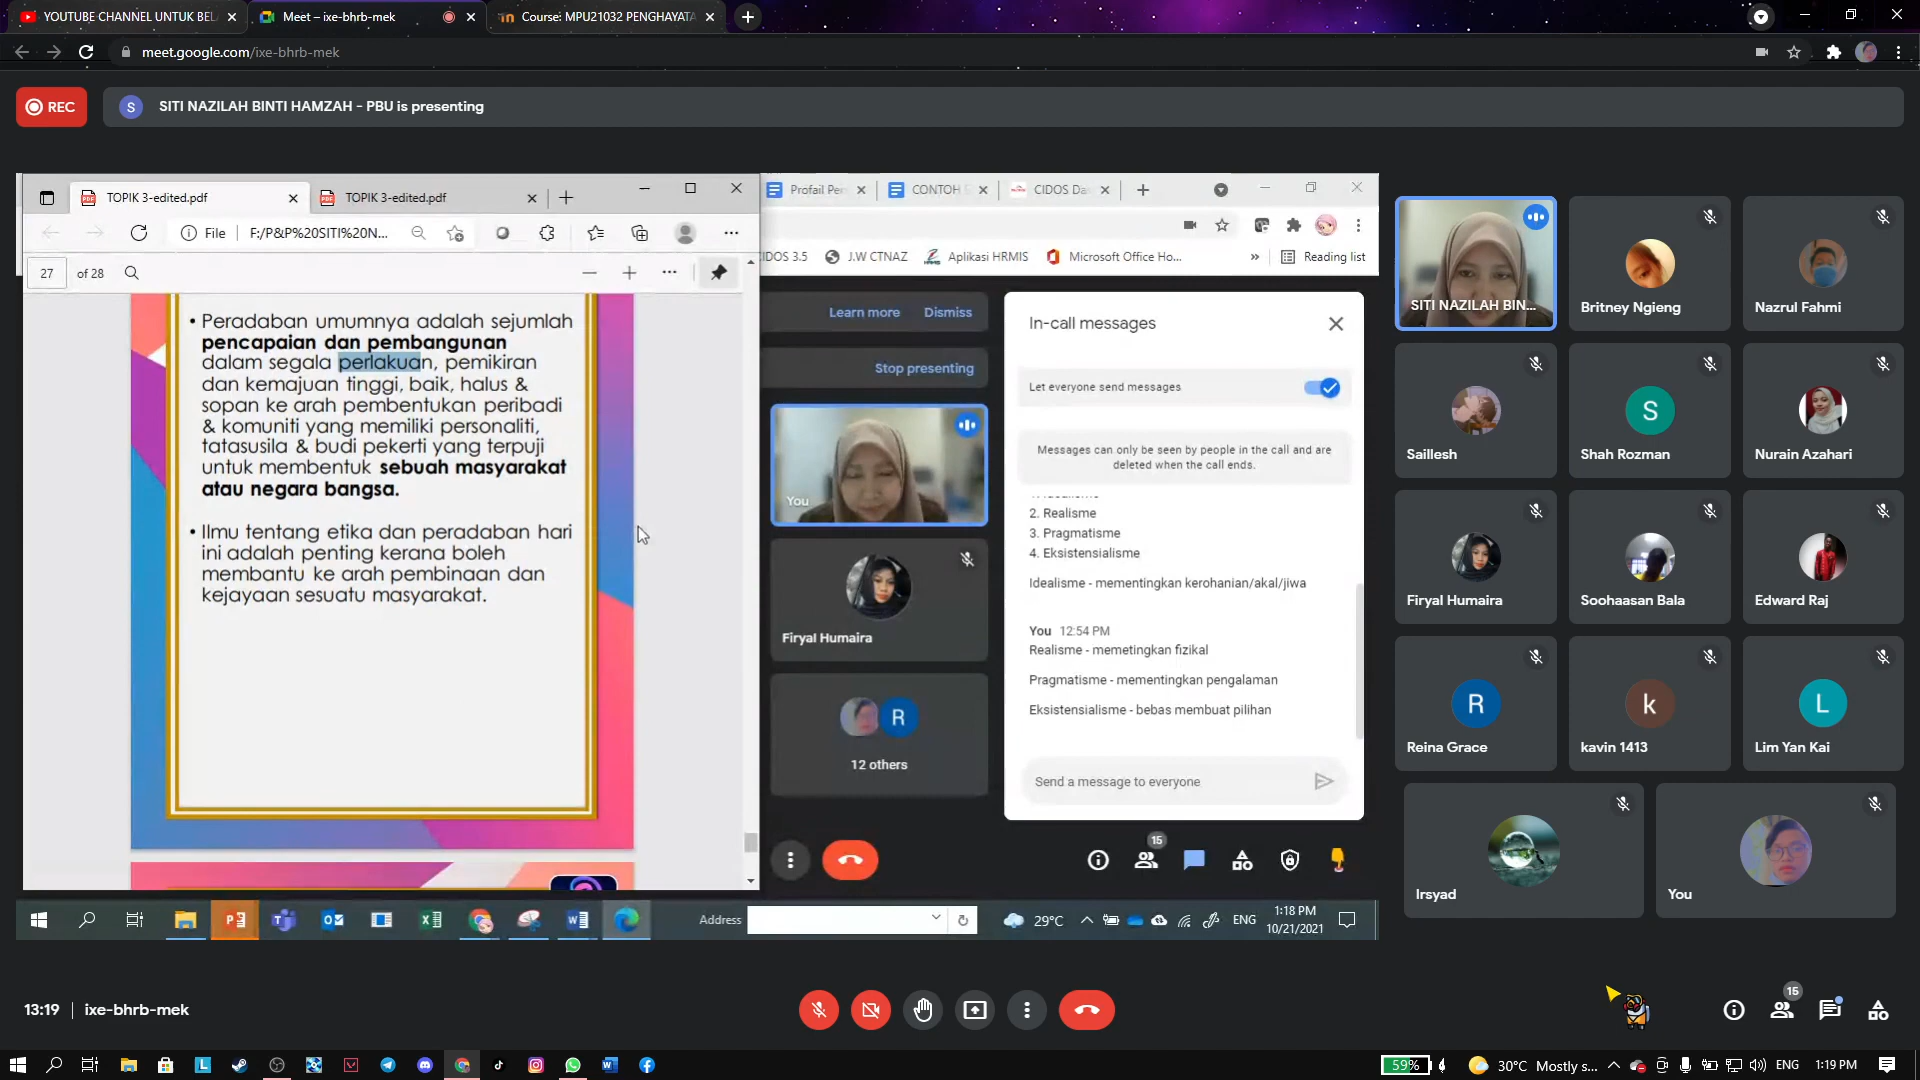 YOUTUBE CHANNEL UNTUK BEL
Meet – ixe-bhrb-mek
Course: MPU21032 PENGHAYATA
meet.google.com/ixe-bhrb-mek
REC
S
SITI NAZILAH BINTI HAMZAH - PBU is presenting
TOPIK 3-edited.pdf
TOPIK 3-edited.pdf
File
F:/P&P%20SITI%20N...
27
of 28
• Peradaban umumnya adalah sejumlah
pencapaian dan pembangunan
dalam segala perlakuan, pemikiran
dan kemajuan tinggi, baik, halus &
sopan ke arah pembentukan peribadi
& komuniti yang memiliki personaliti,
tatasusila & budi pekerti yang terpuji
untuk membentuk sebuah masyarakat
atau negara bangsa.
• Ilmu tentang etika dan peradaban hari
ini adalah penting kerana boleh
membantu ke arah pembinaan dan
kejayaan sesuatu masyarakat.
Profail Pe
CONTOH
CIDOS Da
IDOS 3.5
J.W CTNAZ
Aplikasi HRMIS
Microsoft Office Ho...
»
Reading list
Learn more
Dismiss
Stop presenting
You
Firyal Humaira
R
12 others
In-call messages
Let everyone send messages
Messages can only be seen by people in the call and are
deleted when the call ends.
1. Idealisme
2. Realisme
3. Pragmatisme
4. Eksistensialisme
Idealisme - mementingkan kerohanian/akal/jiwa
You 12:54 PM
Realisme - memetingkan fizikal
Pragmatisme - mementingkan pengalaman
Eksistensialisme - bebas membuat pilihan
Send a message to everyone
15
Address
29°C
ENG
1:18 PM
10/21/2021
SITI NAZILAH BIN...
Britney Ngieng
Nazrul Fahmi
Saillesh
S
Shah Rozman
Nurain Azahari
Firyal Humaira
Soohaasan Bala
Edward Raj
R
Reina Grace
k
kavin 1413
L
Lim Yan Kai
Irsyad
You
13:19 | ixe-bhrb-mek
15
59%
30°C Mostly s...
ENG
1:19 PM